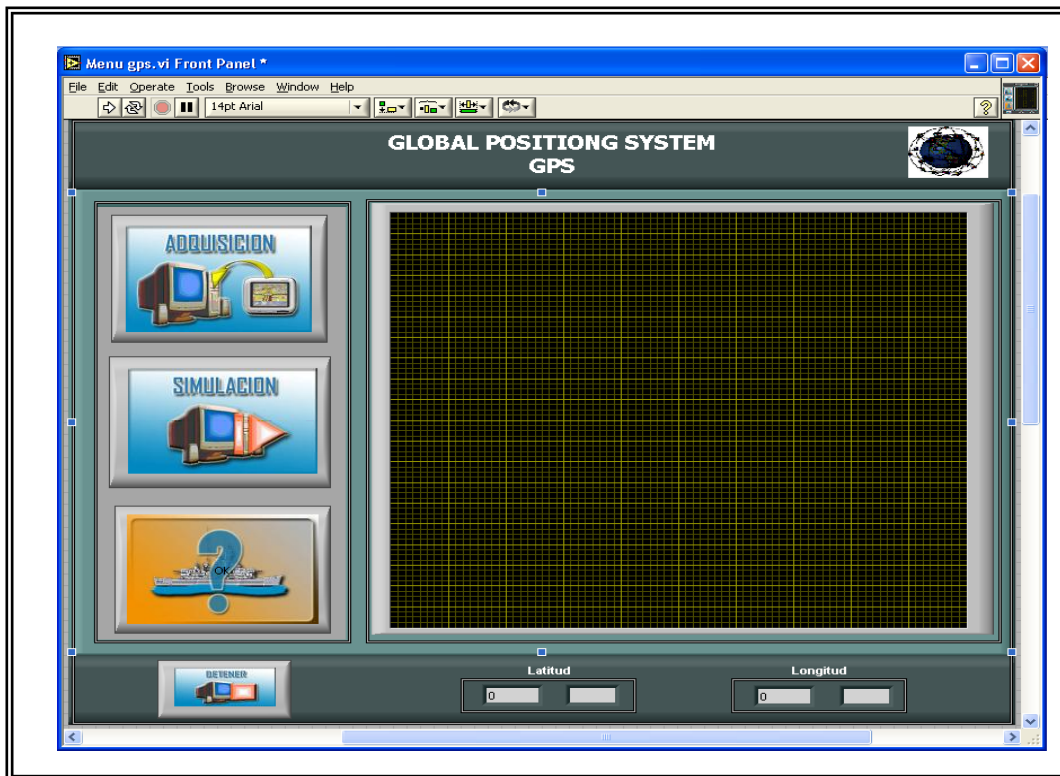 Menu gps.vi Front Panel *
File Edit Operate Tools Browse Window Help
14pt Arial
?
GLOBAL POSITIONG SYSTEM
GPS
ADQUISICION
SIMULACION
?
OK
DETENER
Latitud
0
Longitud
0